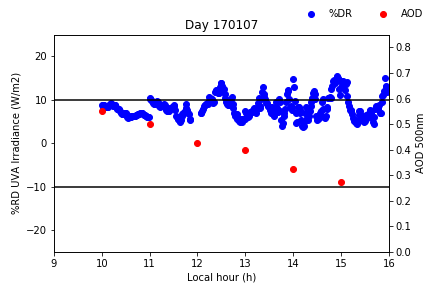 %DR AOD
Day 170107
%RD UVA Irradiance (W/m2)
20
10
0
−10
−20
0.8
0.7
0.6
0.5
0.4
0.3
0.2
0.1
0.0
AOD 500nm
9 10 11 12 13 14 15 16
Local hour (h)